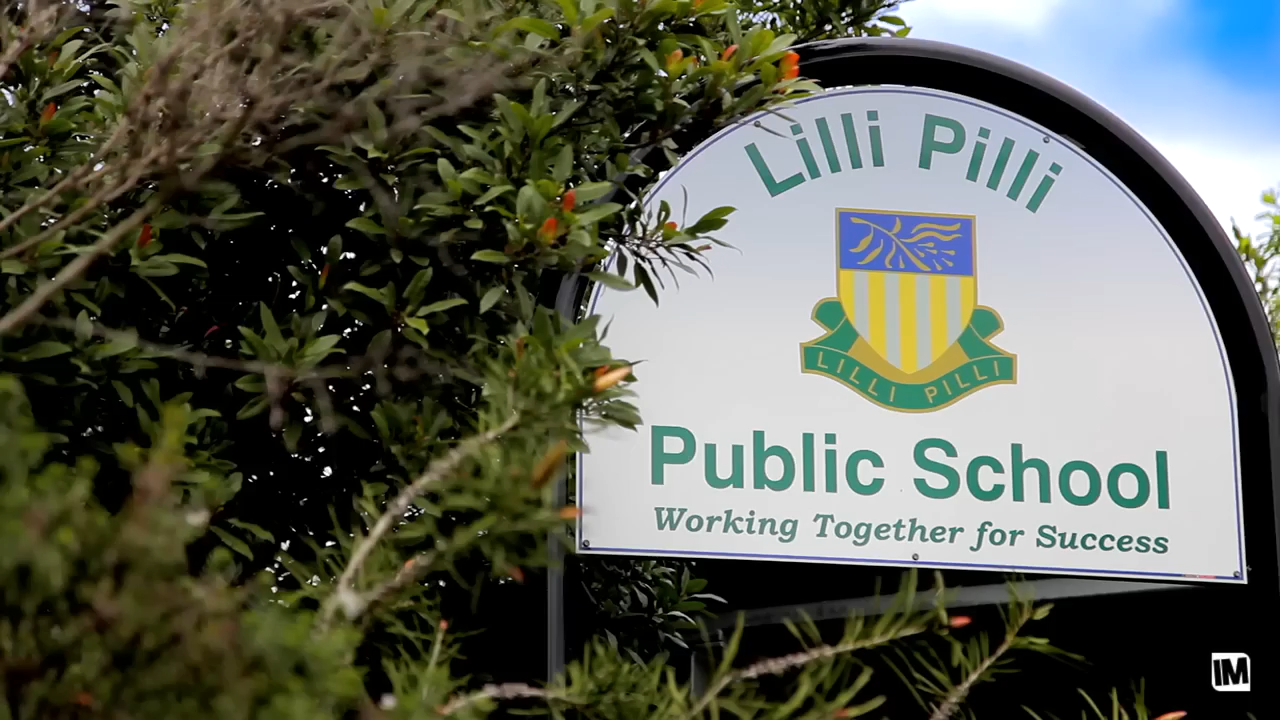 Lilli Pilli
LILLI PILLI
Public School
Working Together for Success
IM